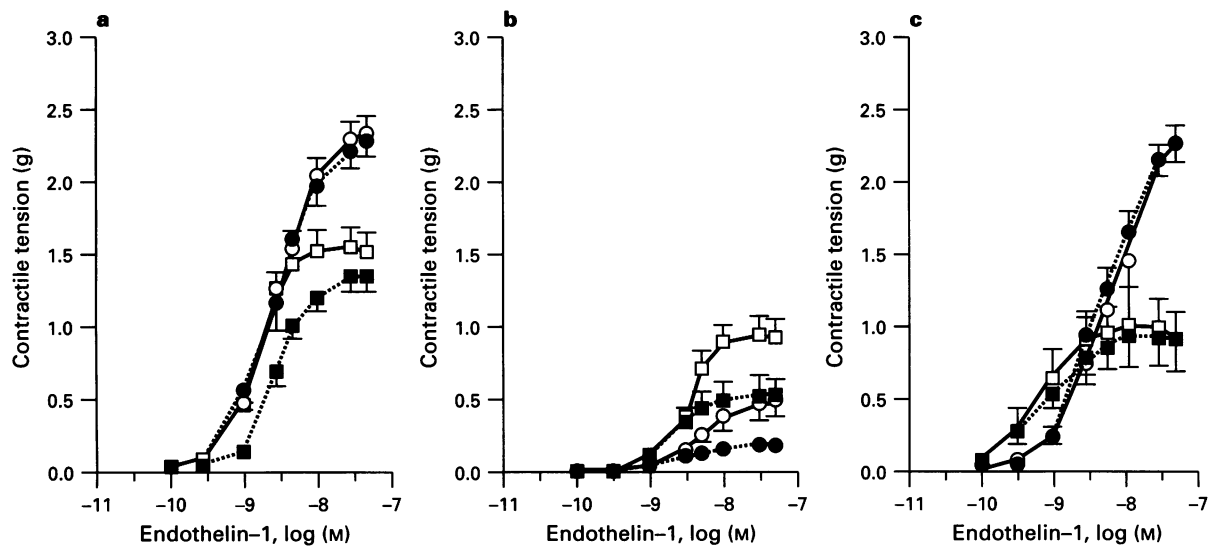 a
3.0
2.5
2.0
1.5
1.0
0.5
0.0
Contractile tension (g)
–11 –10 –9 –8 –7
Endothelin–1, log (M)
b
3.0
2.5
2.0
1.5
1.0
0.5
0.0
Contractile tension (g)
–11 –10 –9 –8 –7
Endothelin–1, log (M)
c
3.0
2.5
2.0
1.5
1.0
0.5
0.0
Contractile tension (g)
–11 –10 –9 –8 –7
Endothelin–1, log (M)